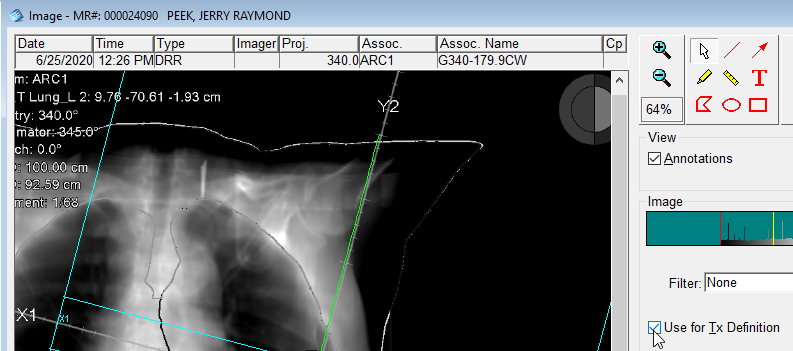 Image - MR#: 000024090 PEEK, JERRY RAYMOND
Date Time Type Imager Proj. Assoc. Assoc. Name Cp
6/25/2020 12:26 PM DRR 340.0 ARC1 G340-179.9CW
m: ARC1
T Lung_L 2: 9.76 -70.61 -1.93 cm
try: 340.0°
mator: 345.0°
ch: 0.0°
: 100.00 cm
: 92.59 cm
ment: 1/68
Y2
X1
X1
64%
T
View
Annotations
Image
Filter: None
Use for Tx Definition